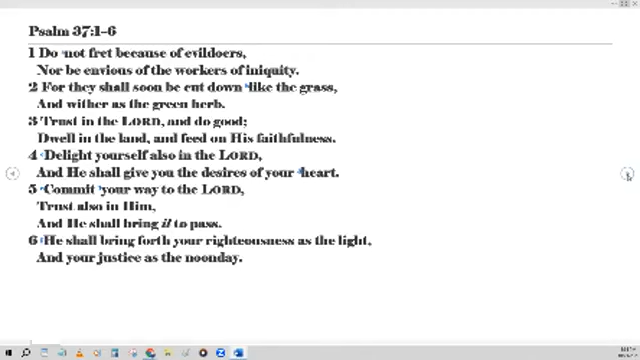 Psalm 37:1-6
1 Do not fret because of evildoers,
Nor be envious of the workers of iniquity.
2 For they shall soon be cut down like the grass,
And wither as the green herb.
3 Trust in the LORD, and do good;
Dwell in the land, and feed on His faithfulness.
4 Delight yourself also in the LORD,
And He shall give you the desires of your heart.
5 Commit your way to the LORD,
Trust also in Him,
And He shall bring it to pass.
6 He shall bring forth your righteousness as the light,
And your justice as the noonday.